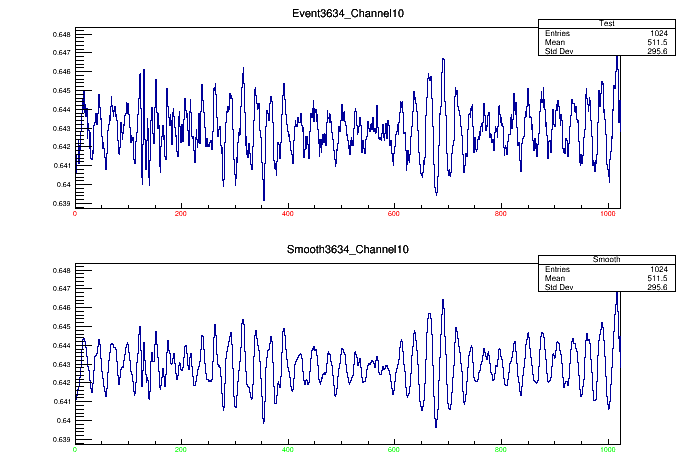 Event3634_Channel10
Test
Entries 1024
Mean 511.5
Std Dev 295.6
0.648
0.647
0.646
0.645
0.644
0.643
0.642
0.641
0.64
0.639
0 200 400 600 800 1000
Smooth3634_Channel10
Smooth
Entries 1024
Mean 511.5
Std Dev 295.6
0.648
0.647
0.646
0.645
0.644
0.643
0.642
0.641
0.64
0.639
0 200 400 600 800 1000